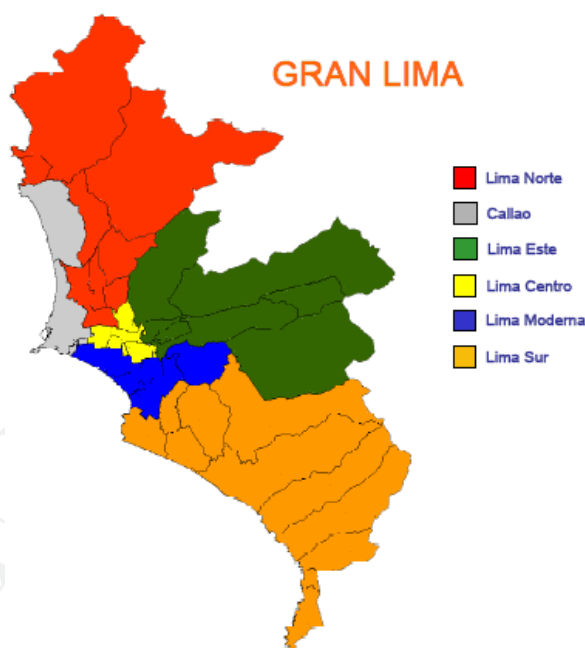 GRAN LIMA
Lima Norte
Callao
Lima Este
Lima Centro
Lima Moderna
Lima Sur